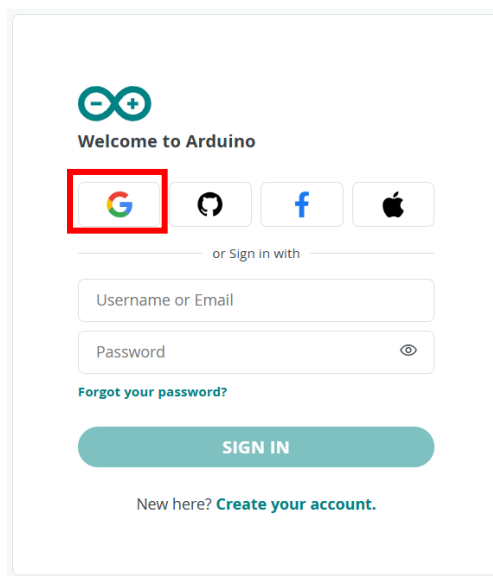 Welcome to Arduino
or Sign in with
Username or Email
Password
Forgot your password?
SIGN IN
New here? Create your account.